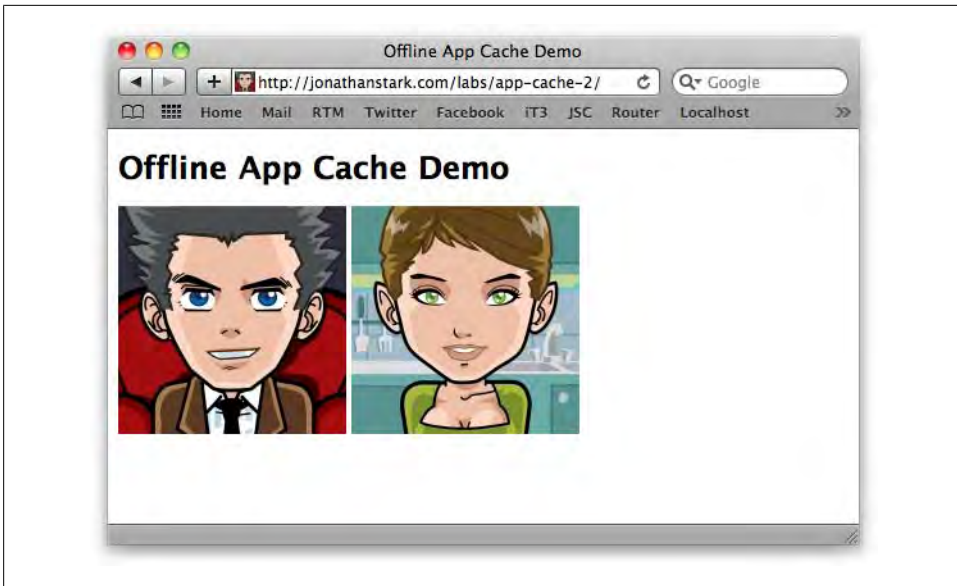 Offline App Cache Demo
http://jonathanstark.com/labs/app-cache-2/
Google
Home Mail RTM Twitter Facebook iT3 JSC Router Localhost
Offline App Cache Demo